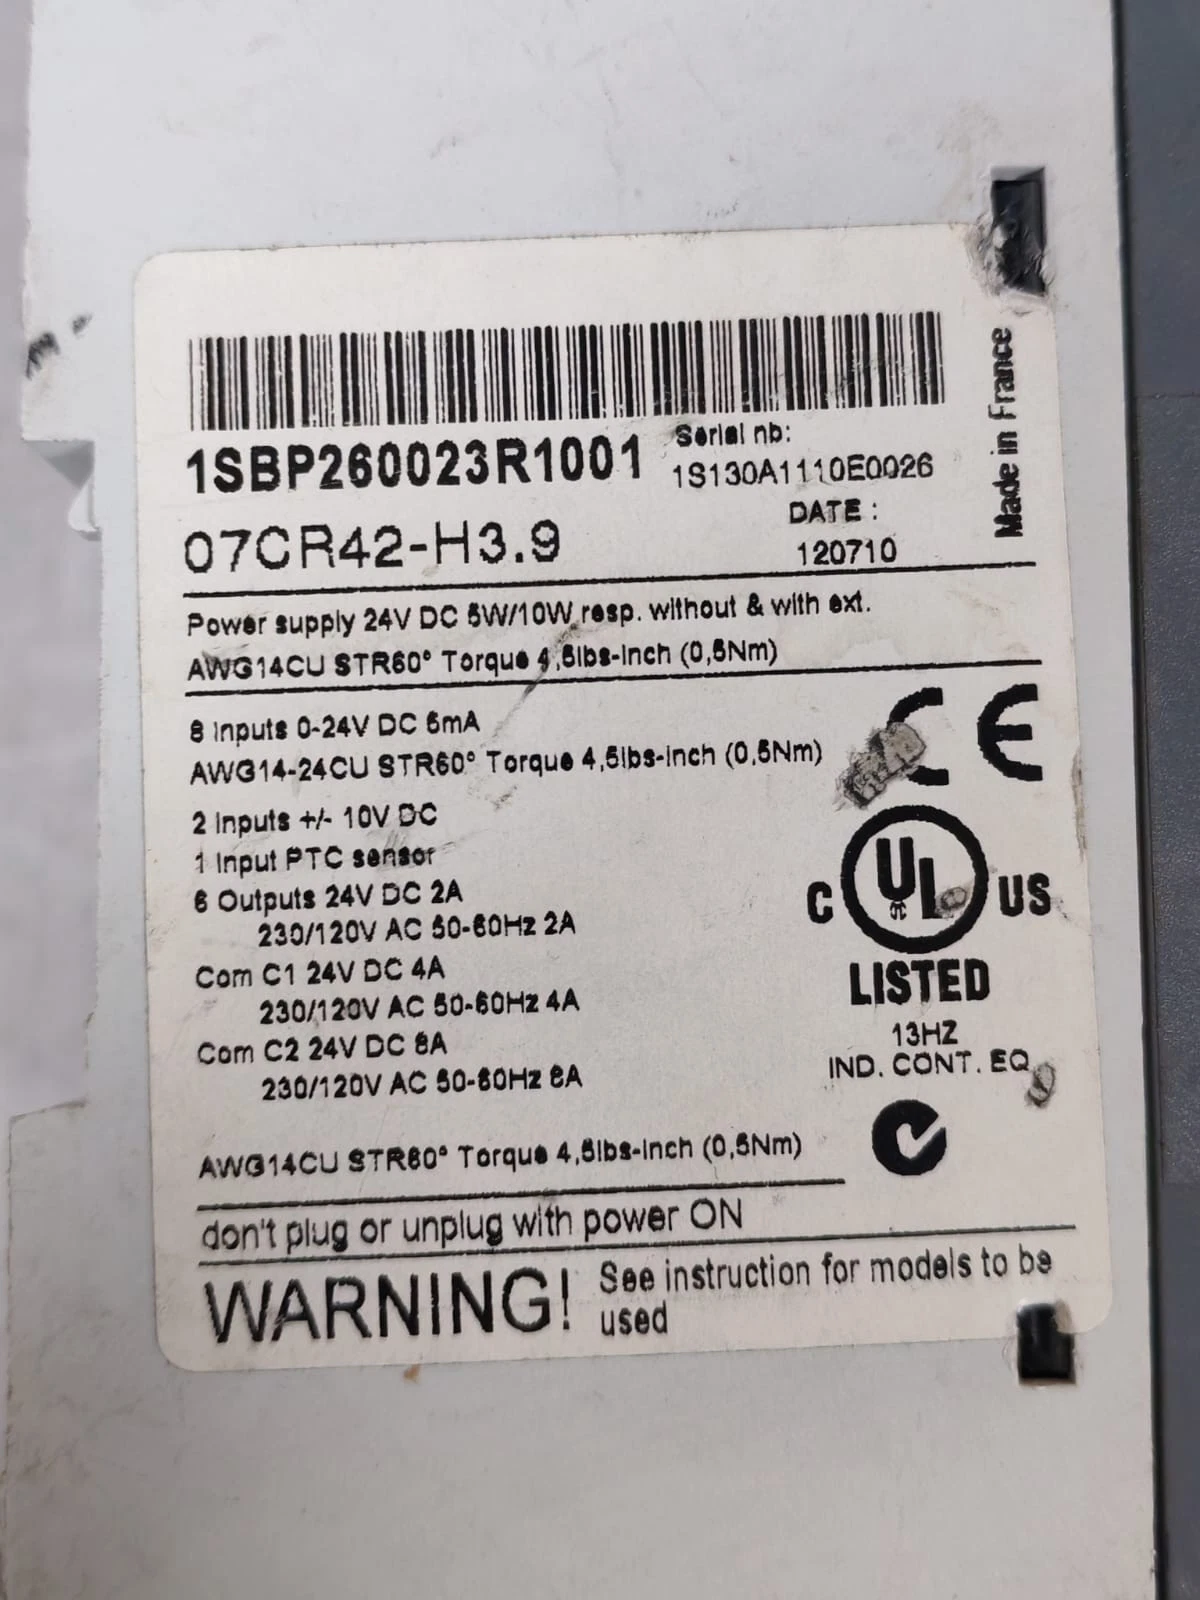 1SBP260023R1001
Serial nb:
1S130A1110E0026
Made in France
07CR42-H3.9
DATE :
120710
Power supply 24V DC 5W/10W resp. without & with ext.
AWG14CU STR60° Torque 4,5lbs-inch (0,5Nm)
8 Inputs 0-24V DC 5mA
AWG14-24CU STR60° Torque 4,5lbs-inch (0,5Nm)
CE
2 Inputs +/- 10V DC
1 Input PTC sensor
6 Outputs 24V DC 2A
230/120V AC 50-60Hz 2A
C UL US
Com C1 24V DC 4A
LISTED
230/120V AC 50-60Hz 4A
13HZ
Com C2 24V DC 8A
IND. CONT. EQ
230/120V AC 50-60Hz 8A
AWG14CU STR60° Torque 4,5lbs-inch (0,5Nm)
don't plug or unplug with power ON
WARNING! See instruction for models to be
used